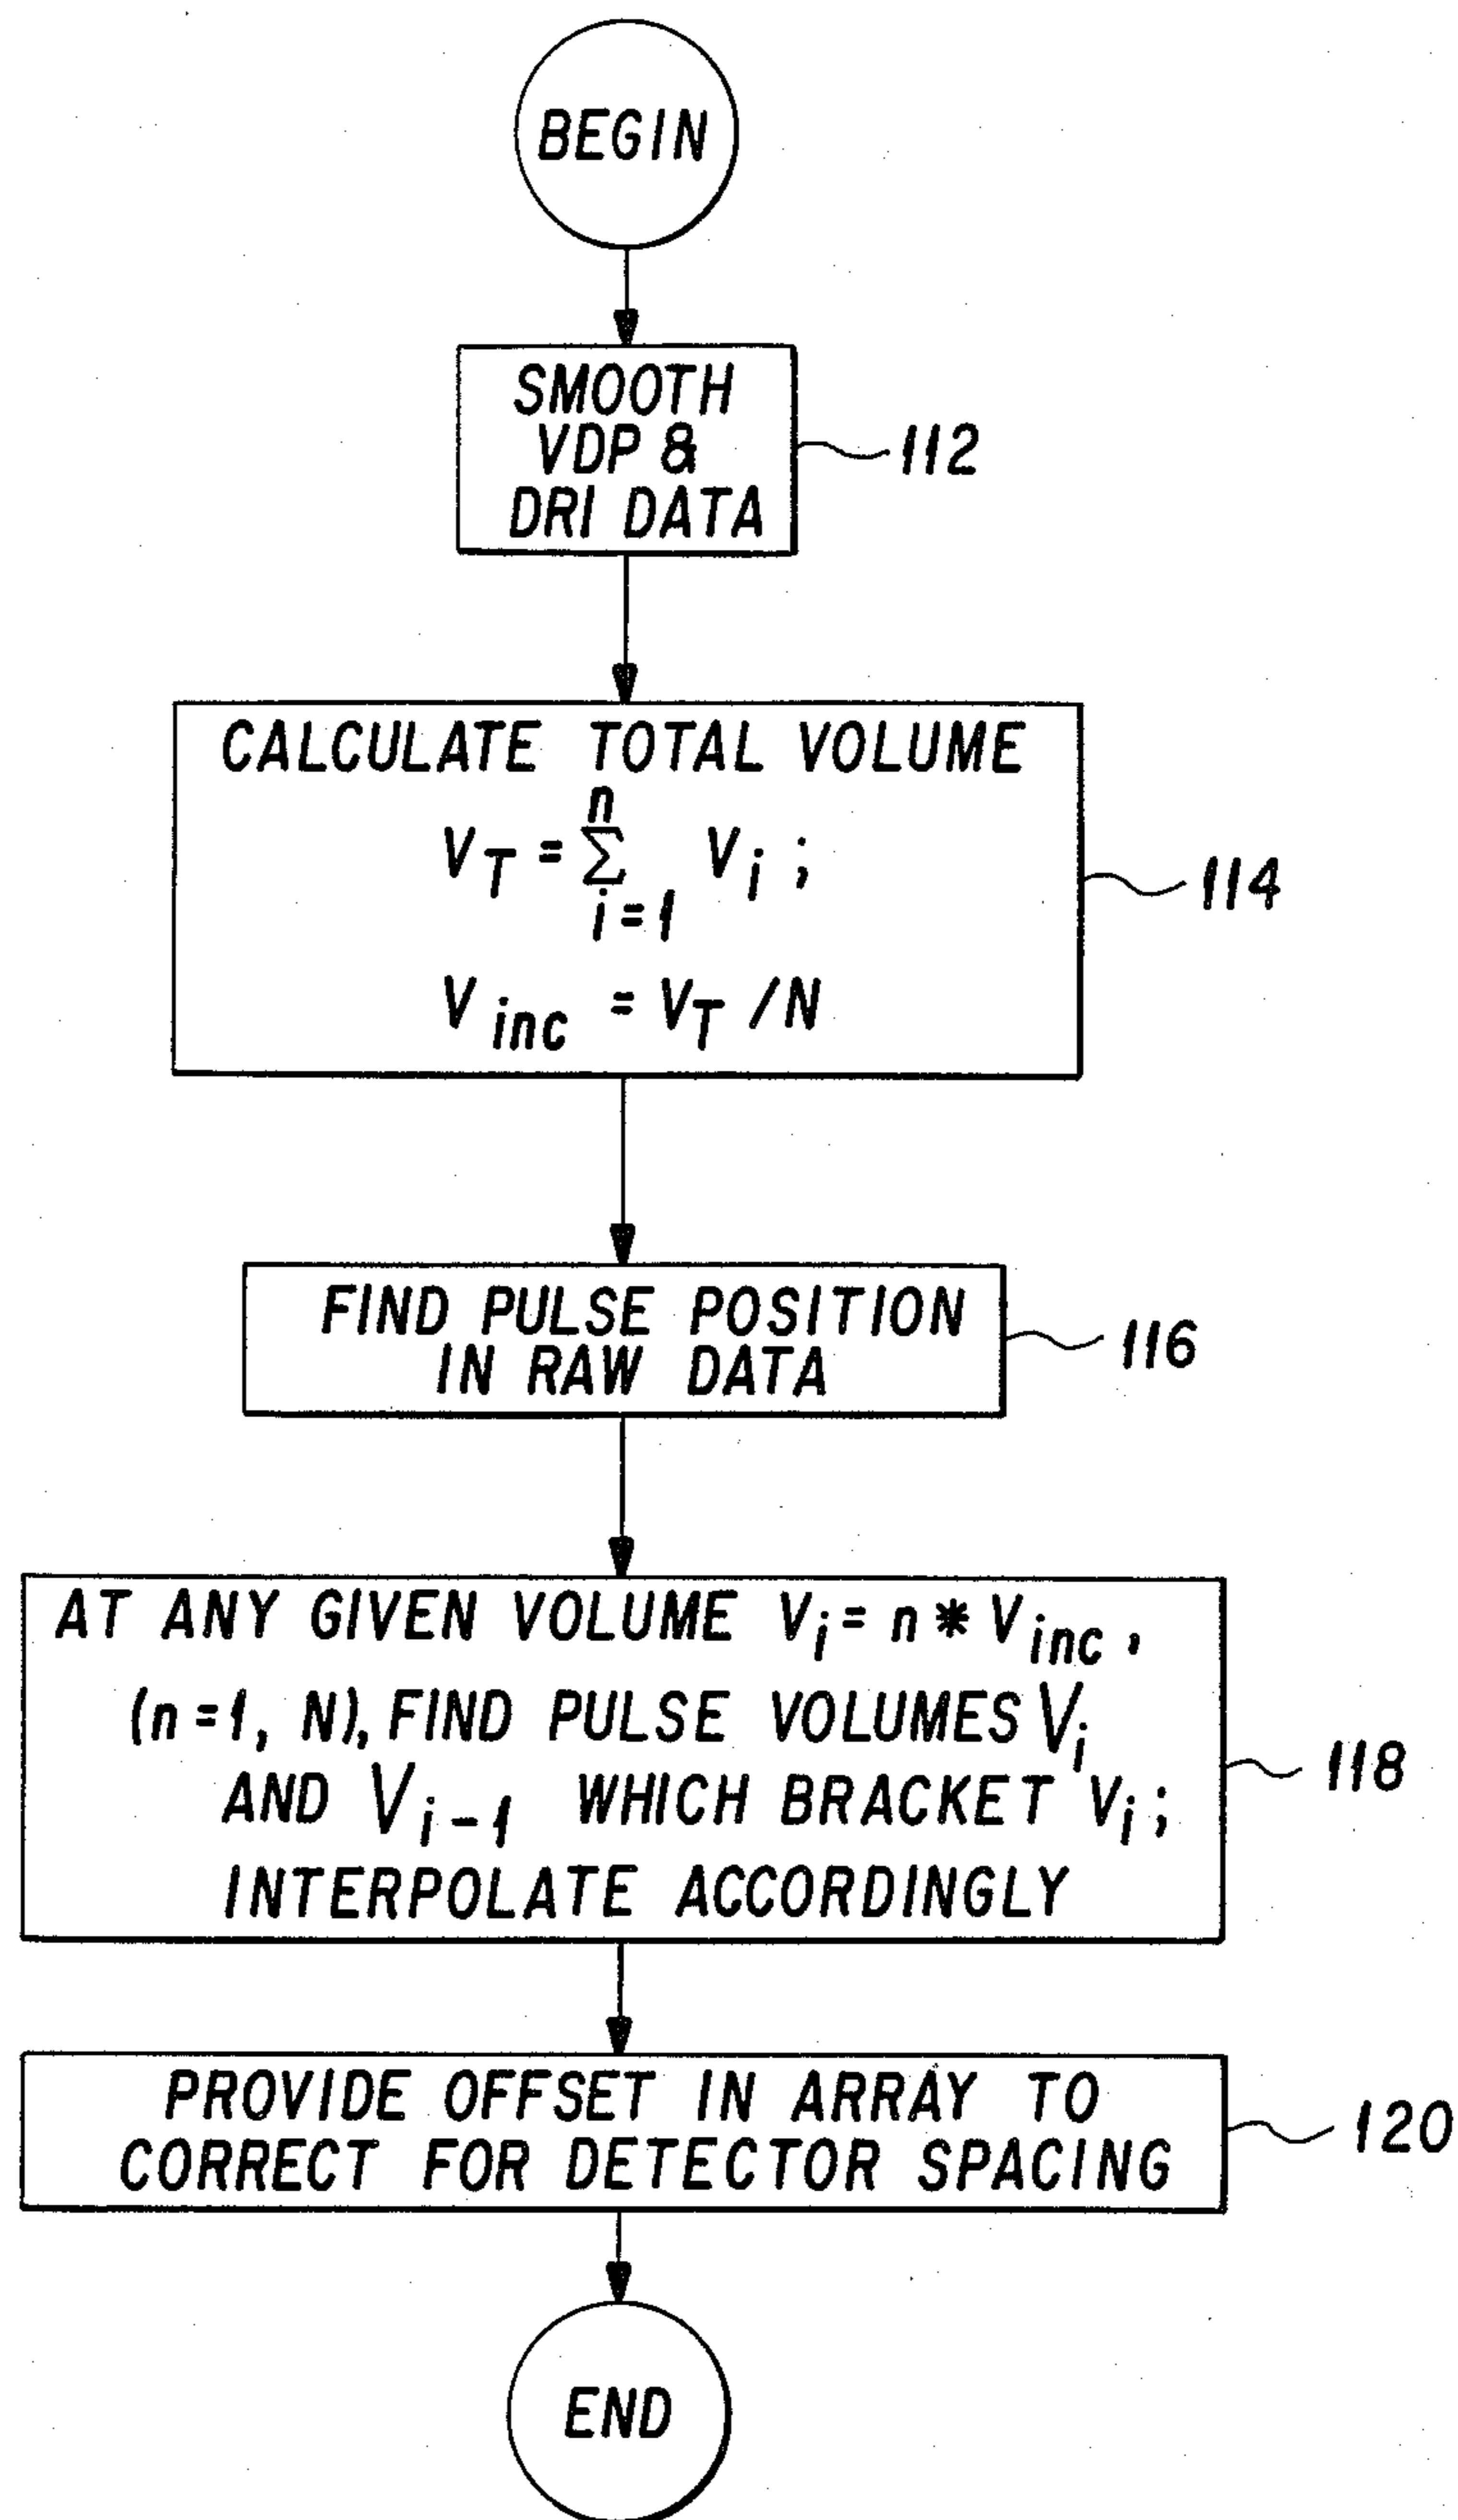 BEGIN
SMOOTH
VDP &
DRI DATA
112
CALCULATE TOTAL VOLUME
n
V_T = Σ V_i ;
i=1
V_inc = V_T /N
114
FIND PULSE POSITION
IN RAW DATA
116
AT ANY GIVEN VOLUME V_i = n * V_inc ,
(n=1, N), FIND PULSE VOLUMES V_i
AND V_i-1 WHICH BRACKET V_i ;
INTERPOLATE ACCORDINGLY
118
PROVIDE OFFSET IN ARRAY TO
CORRECT FOR DETECTOR SPACING
120
END